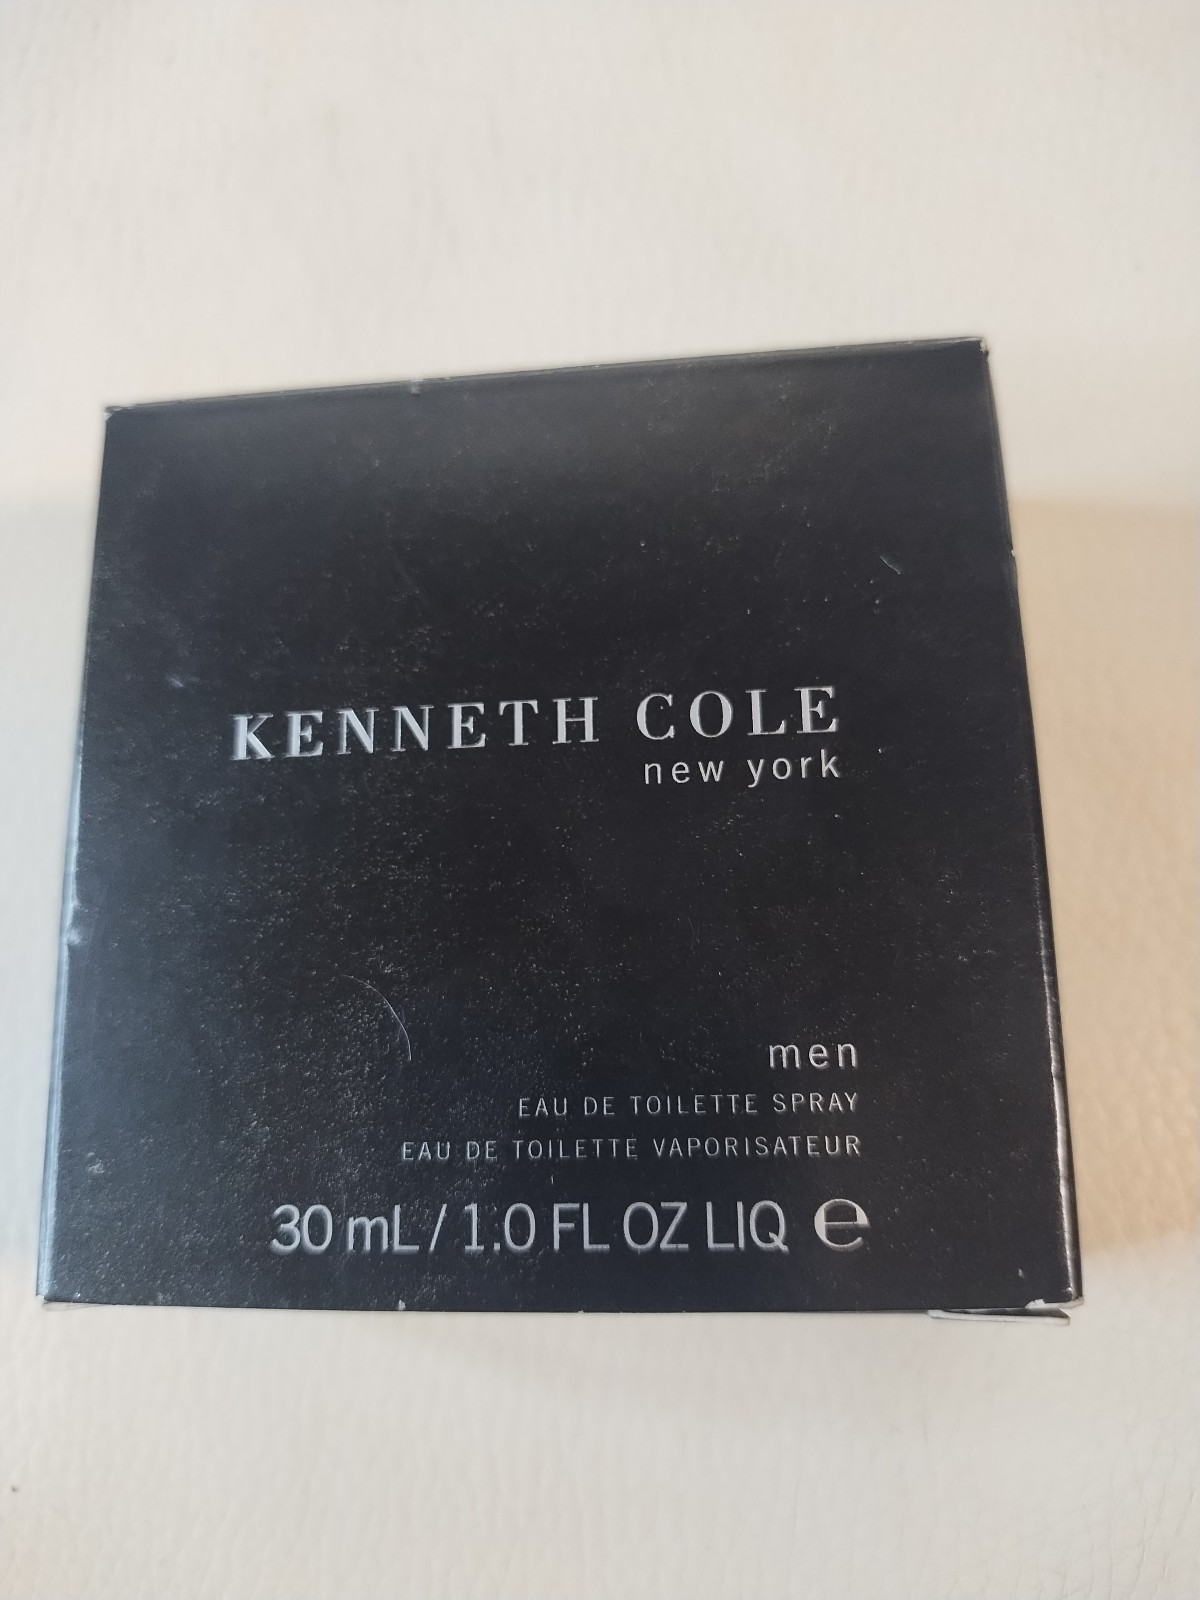 KENNETH COLE
new york
men
EAU DE TOILETTE SPRAY
EAU DE TOILETTE VAPORISATEUR
30 mL / 1.0 FL OZ LIQ ℮